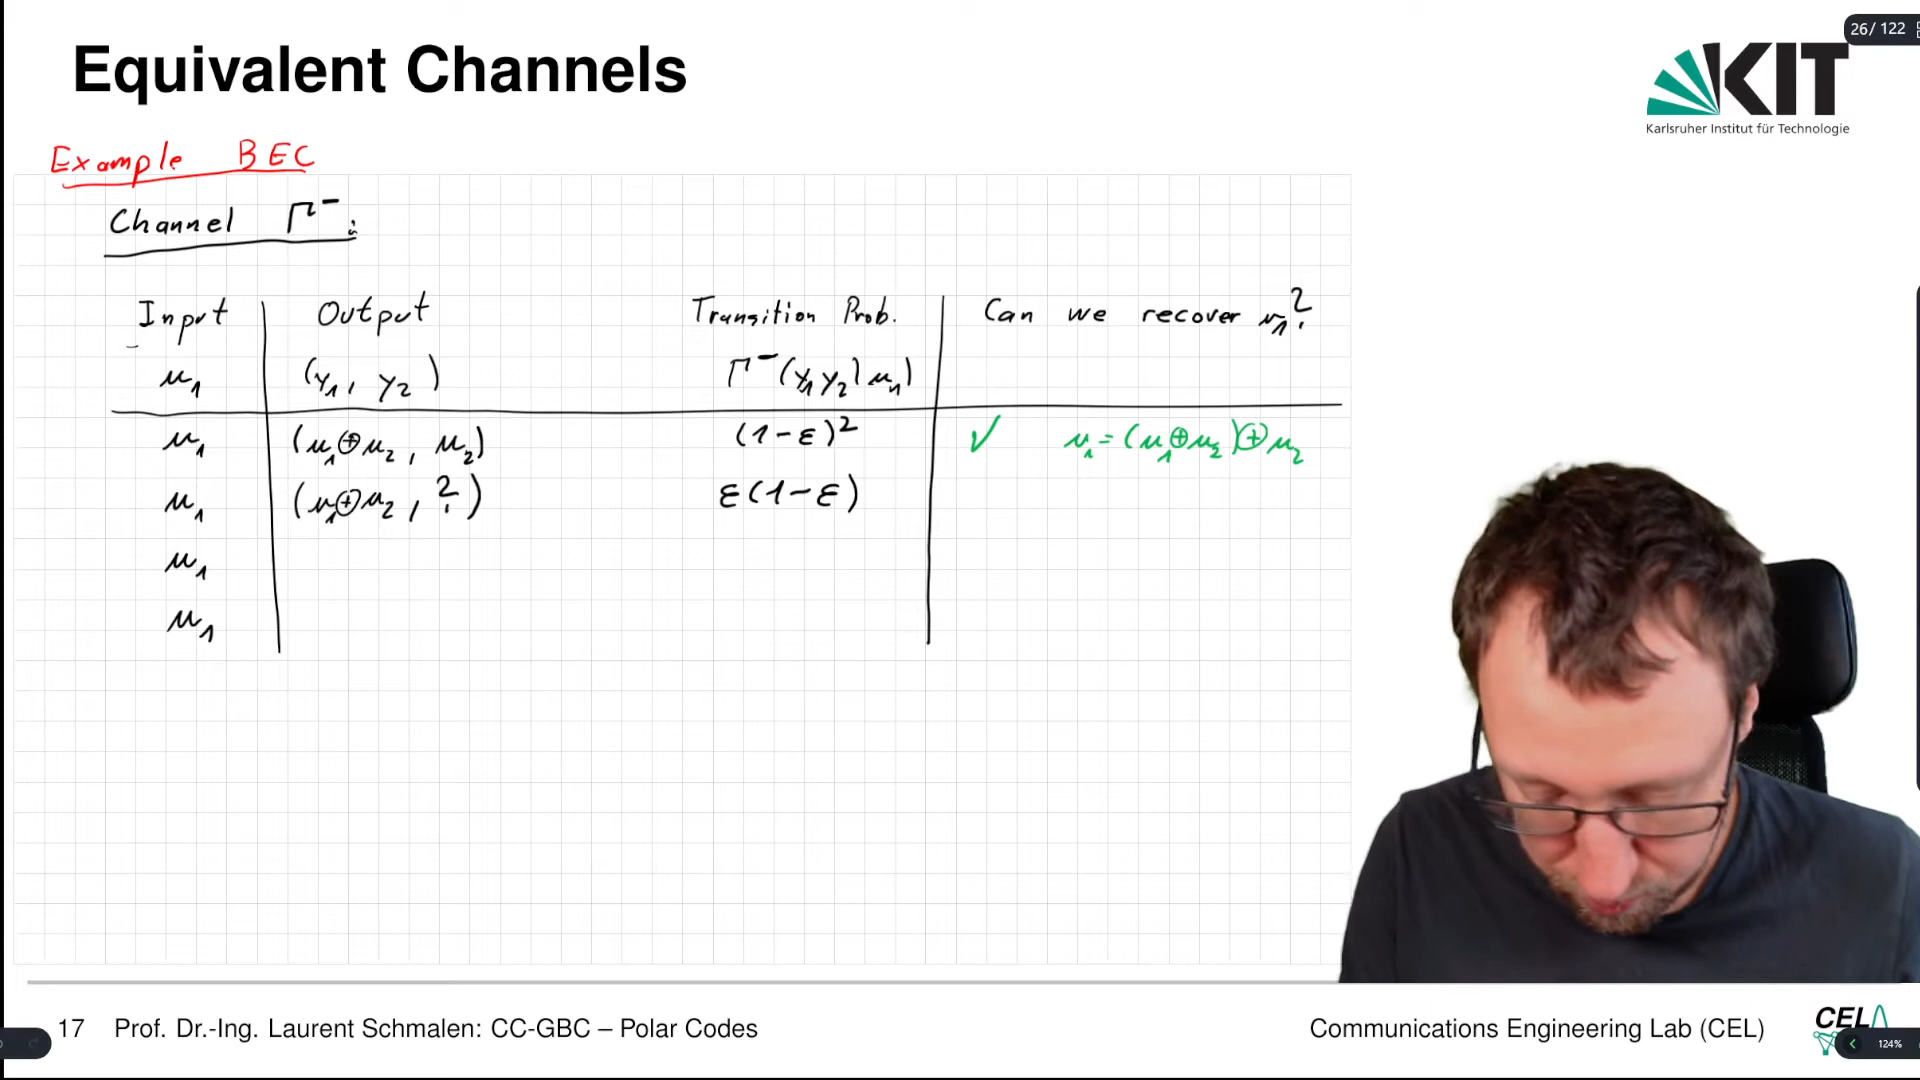 26 / 122
Equivalent Channels
KIT
Karlsruher Institut für Technologie
Example BEC
Channel Γ⁻:
Input Output Transition Prob. Can we recover u₁?
u₁ (y₁, y₂) Γ⁻(y₁y₂|u₁)
u₁ (u₁⊕u₂, u₂) (1-ε)² ✓ u₁=(u₁⊕u₂)⊕u₂
u₁ (u₁⊕u₂, ?) ε(1-ε)
u₁
u₁
17 Prof. Dr.-Ing. Laurent Schmalen: CC-GBC – Polar Codes Communications Engineering Lab (CEL)
CEL
124%